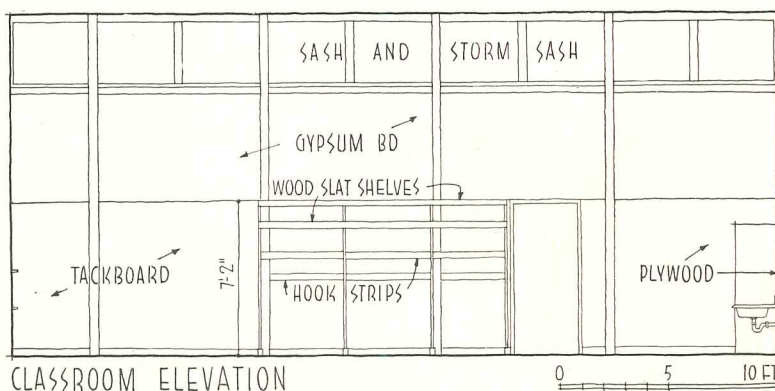 SASH AND STORM SASH
GYPSUM BD
WOOD SLAT SHELVES
TACKBOARD
7'-2"
HOOK STRIPS
PLYWOOD
CLASSROOM ELEVATION
0 5 10 F